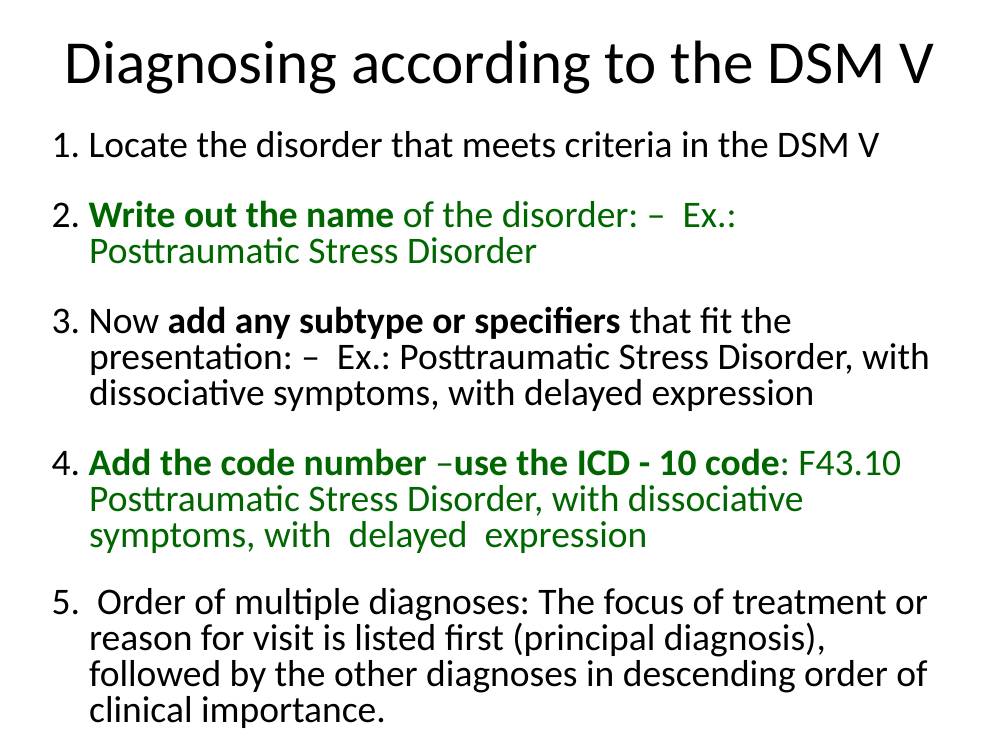 Diagnosing according to the DSM V
1. Locate the disorder that meets criteria in the DSM V
2. Write out the name of the disorder: – Ex.:
Posttraumatic Stress Disorder
3. Now add any subtype or specifiers that fit the
presentation: – Ex.: Posttraumatic Stress Disorder, with
dissociative symptoms, with delayed expression
4. Add the code number –use the ICD - 10 code: F43.10
Posttraumatic Stress Disorder, with dissociative
symptoms, with delayed expression
5. Order of multiple diagnoses: The focus of treatment or
reason for visit is listed first (principal diagnosis),
followed by the other diagnoses in descending order of
clinical importance.